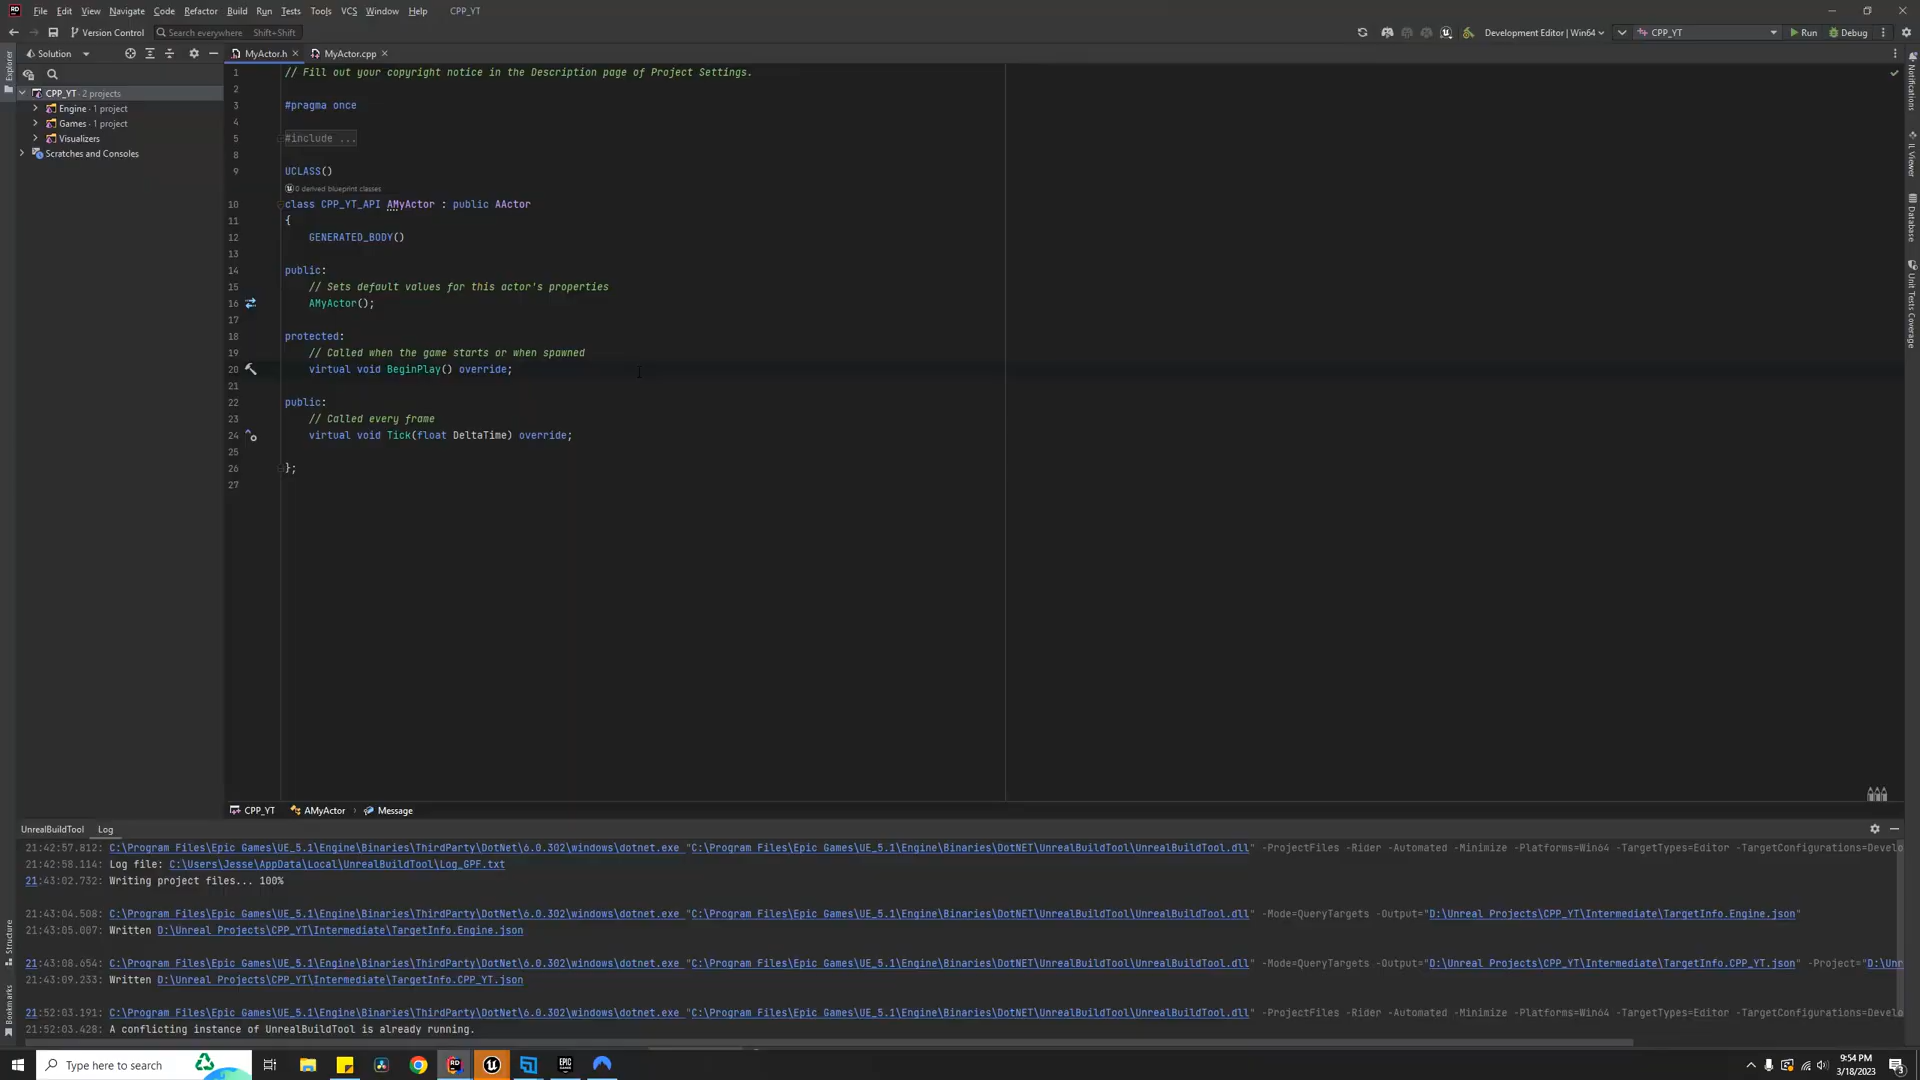 RD File Edit View Navigate Code Refactor Build Run Tests Tools VCS Window Help CPP_YT
Version Control Search everywhere Shift+Shift Development Editor | Win64 CPP_YT Run Debug
Solution MyActor.h MyActor.cpp
Explorer
CPP_YT · 2 projects
Engine · 1 project
Games · 1 project
Visualizers
Scratches and Consoles
1 // Fill out your copyright notice in the Description page of Project Settings.
2
3 #pragma once
4
5 #include ...
8
9 UCLASS()
0 derived blueprint classes
10 class CPP_YT_API AMyActor : public AActor
11 {
12 GENERATED_BODY()
13
14 public:
15 // Sets default values for this actor's properties
16 AMyActor();
17
18 protected:
19 // Called when the game starts or when spawned
20 virtual void BeginPlay() override;
21
22 public:
23 // Called every frame
24 virtual void Tick(float DeltaTime) override;
25
26 };
27
Notifications
IL Viewer
Database
Unit Tests Coverage
CPP_YT AMyActor Message
UnrealBuildTool Log
21:42:57.812: C:\Program Files\Epic Games\UE_5.1\Engine\Binaries\ThirdParty\DotNet\6.0.302\windows\dotnet.exe "C:\Program Files\Epic Games\UE_5.1\Engine\Binaries\DotNET\UnrealBuildTool\UnrealBuildTool.dll" -ProjectFiles -Rider -Automated -Minimize -Platforms=Win64 -TargetTypes=Editor -TargetConfigurations=Develo
21:42:58.114: Log file: C:\Users\Jesse\AppData\Local\UnrealBuildTool\Log_GPF.txt
21:43:02.732: Writing project files... 100%
21:43:04.508: C:\Program Files\Epic Games\UE_5.1\Engine\Binaries\ThirdParty\DotNet\6.0.302\windows\dotnet.exe "C:\Program Files\Epic Games\UE_5.1\Engine\Binaries\DotNET\UnrealBuildTool\UnrealBuildTool.dll" -Mode=QueryTargets -Output="D:\Unreal Projects\CPP_YT\Intermediate\TargetInfo.Engine.json"
21:43:05.007: Written D:\Unreal Projects\CPP_YT\Intermediate\TargetInfo.Engine.json
21:43:08.654: C:\Program Files\Epic Games\UE_5.1\Engine\Binaries\ThirdParty\DotNet\6.0.302\windows\dotnet.exe "C:\Program Files\Epic Games\UE_5.1\Engine\Binaries\DotNET\UnrealBuildTool\UnrealBuildTool.dll" -Mode=QueryTargets -Output="D:\Unreal Projects\CPP_YT\Intermediate\TargetInfo.CPP_YT.json" -Project="D:\Unr
21:43:09.233: Written D:\Unreal Projects\CPP_YT\Intermediate\TargetInfo.CPP_YT.json
21:52:03.191: C:\Program Files\Epic Games\UE_5.1\Engine\Binaries\ThirdParty\DotNet\6.0.302\windows\dotnet.exe "C:\Program Files\Epic Games\UE_5.1\Engine\Binaries\DotNET\UnrealBuildTool\UnrealBuildTool.dll" -ProjectFiles -Rider -Automated -Minimize -Platforms=Win64 -TargetTypes=Editor -TargetConfigurations=Develo
21:52:03.428: A conflicting instance of UnrealBuildTool is already running.
Structure
Bookmarks
Type here to search
RD
EPIC GAMES
9:54 PM
3/18/2023
3